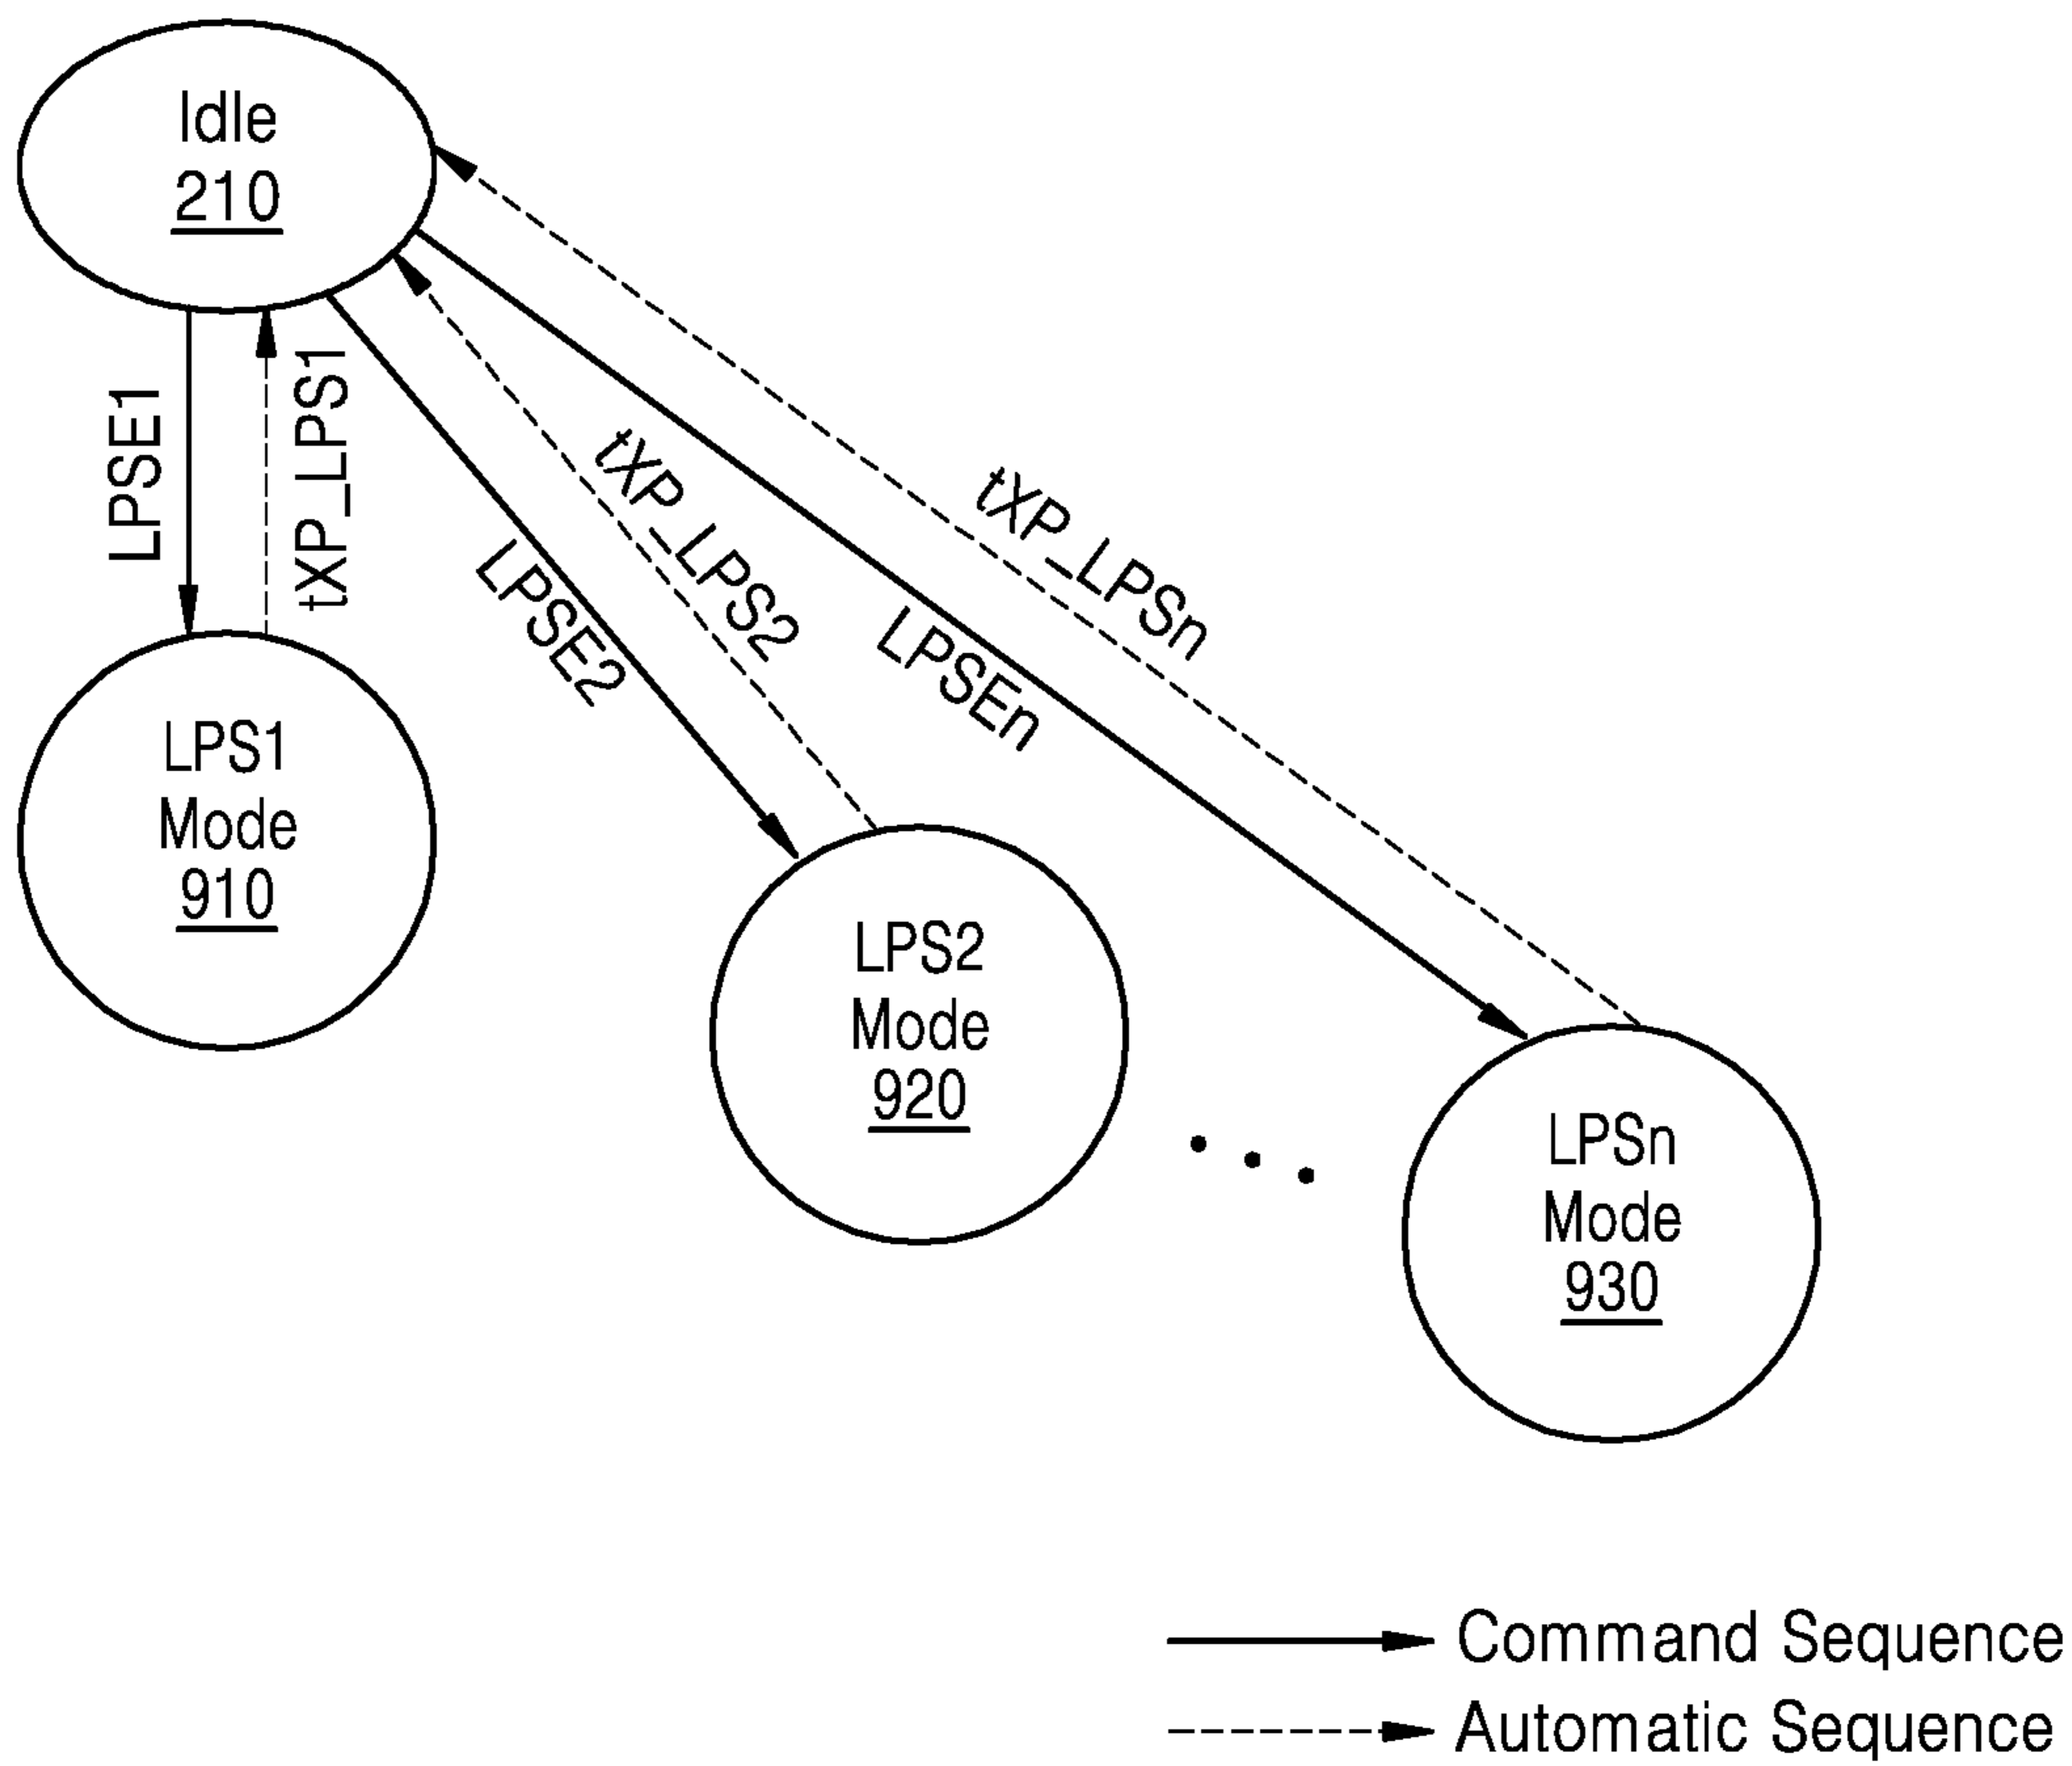 Idle
210
LPSE1
tXP_LPS1
LPSE2
tXP_LPS2
LPSEn
tXP_LPSn
LPS1
Mode
910
LPS2
Mode
920
LPSn
Mode
930
Command Sequence
Automatic Sequence